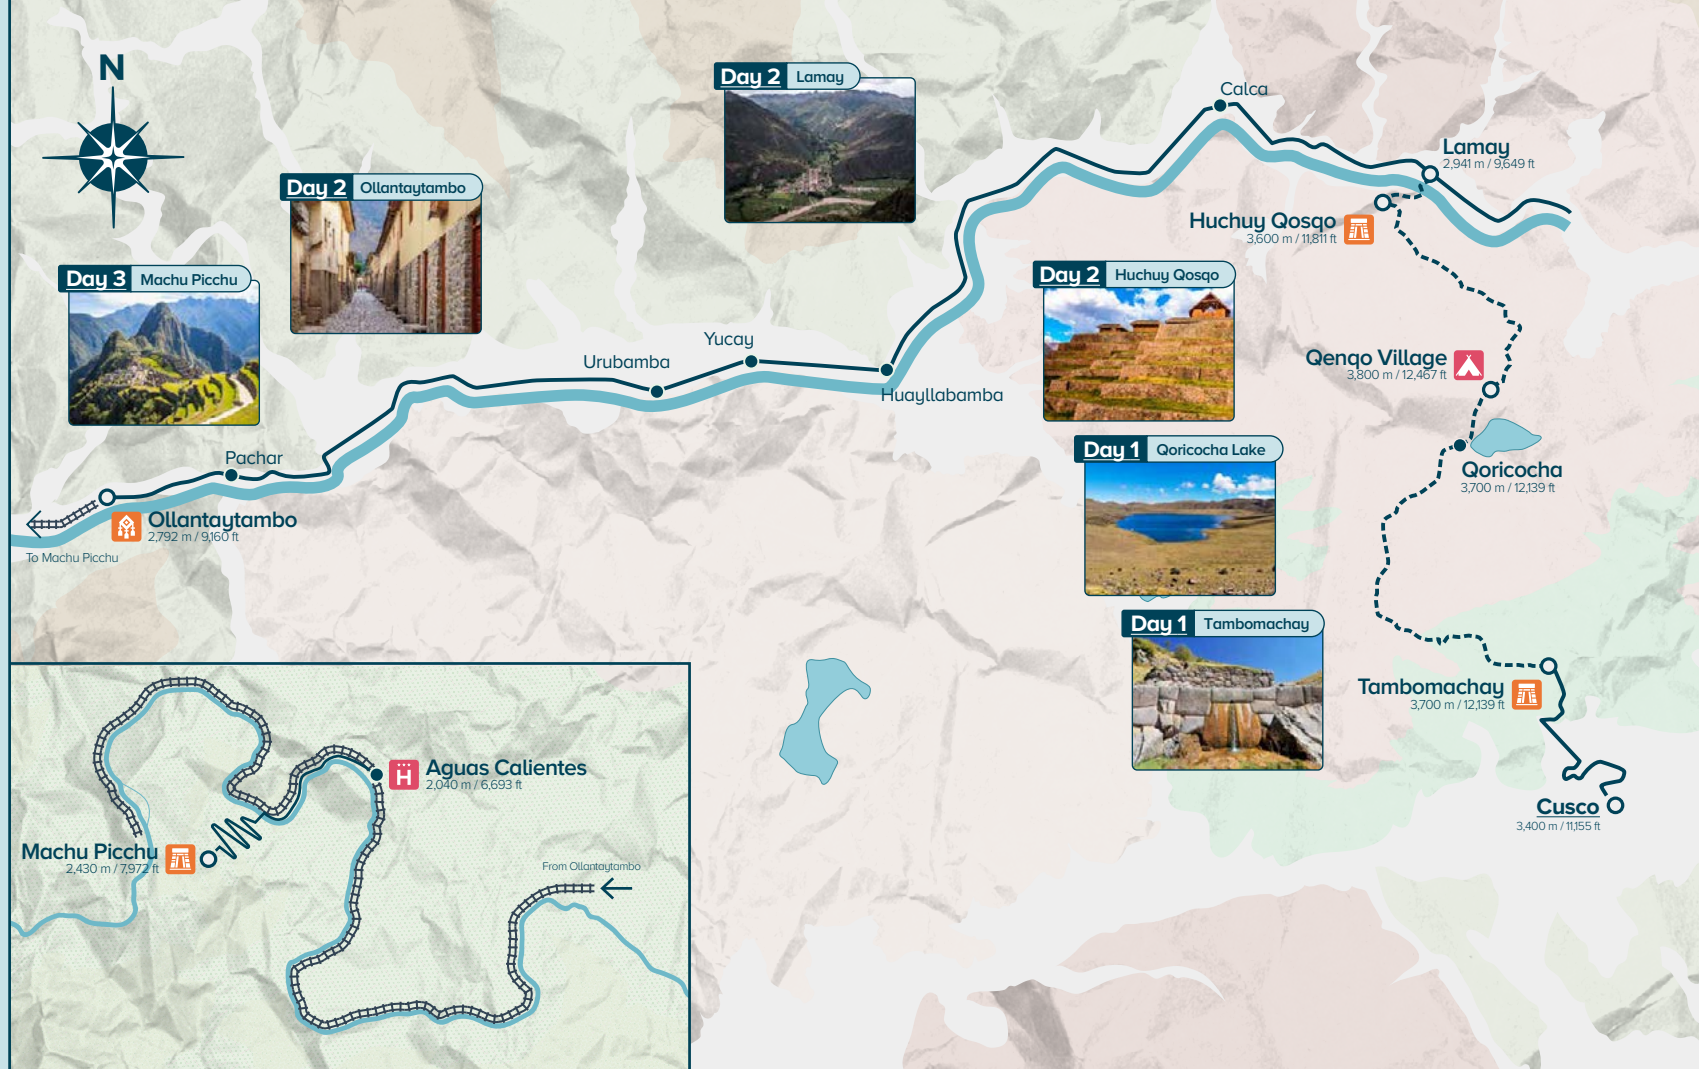 N
Day 2 Lamay
Calca
Lamay
2,941 m / 9,649 ft
Day 2 Ollantaytambo
Huchuy Qosqo
3,600 m / 11,811 ft
Day 3 Machu Picchu
Day 2 Huchuy Qosqo
Yucay
Urubamba
Huayllabamba
Qenqo Village
3,800 m / 12,467 ft
Day 1 Qoricocha Lake
Pachar
Qoricocha
3,700 m / 12,139 ft
Ollantaytambo
2,792 m / 9,160 ft
To Machu Picchu
Day 1 Tambomachay
Tambomachay
3,700 m / 12,139 ft
Cusco
3,400 m / 11,155 ft
H
Aguas Calientes
2,040 m / 6,693 ft
Machu Picchu
2,430 m / 7,972 ft
From Ollantaytambo